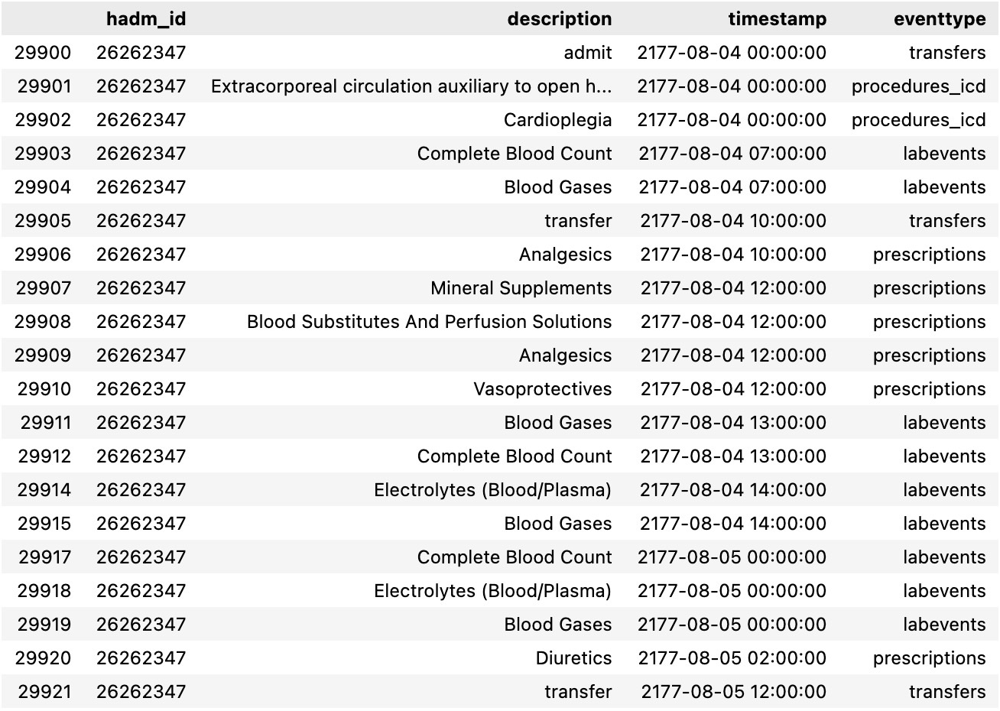 hadm_id description timestamp eventtype
29900 26262347 admit 2177-08-04 00:00:00 transfers
29901 26262347 Extracorporeal circulation auxiliary to open h... 2177-08-04 00:00:00 procedures_icd
29902 26262347 Cardioplegia 2177-08-04 00:00:00 procedures_icd
29903 26262347 Complete Blood Count 2177-08-04 07:00:00 labevents
29904 26262347 Blood Gases 2177-08-04 07:00:00 labevents
29905 26262347 transfer 2177-08-04 10:00:00 transfers
29906 26262347 Analgesics 2177-08-04 10:00:00 prescriptions
29907 26262347 Mineral Supplements 2177-08-04 12:00:00 prescriptions
29908 26262347 Blood Substitutes And Perfusion Solutions 2177-08-04 12:00:00 prescriptions
29909 26262347 Analgesics 2177-08-04 12:00:00 prescriptions
29910 26262347 Vasoprotectives 2177-08-04 12:00:00 prescriptions
29911 26262347 Blood Gases 2177-08-04 13:00:00 labevents
29912 26262347 Complete Blood Count 2177-08-04 13:00:00 labevents
29914 26262347 Electrolytes (Blood/Plasma) 2177-08-04 14:00:00 labevents
29915 26262347 Blood Gases 2177-08-04 14:00:00 labevents
29917 26262347 Complete Blood Count 2177-08-05 00:00:00 labevents
29918 26262347 Electrolytes (Blood/Plasma) 2177-08-05 00:00:00 labevents
29919 26262347 Blood Gases 2177-08-05 00:00:00 labevents
29920 26262347 Diuretics 2177-08-05 02:00:00 prescriptions
29921 26262347 transfer 2177-08-05 12:00:00 transfers